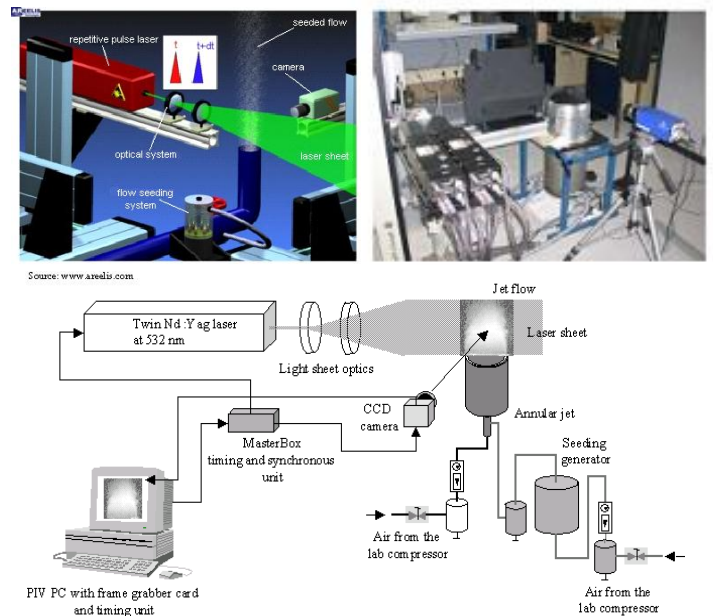 AREELIS
repetitive pulse laser
t
t+dt
seeded flow
camera
optical system
laser sheet
flow seeding
system
Source: www.areelis.com
Jet flow
Twin Nd :Yag laser
at 532 nm
Laser sheet
Light sheet optics
CCD
camera
Annular jet
MasterBox
timing and synchronous
unit
Seeding
generator
Air from the
lab compressor
PIV PC with frame grabber card
and timing unit
Air from the
lab compressor